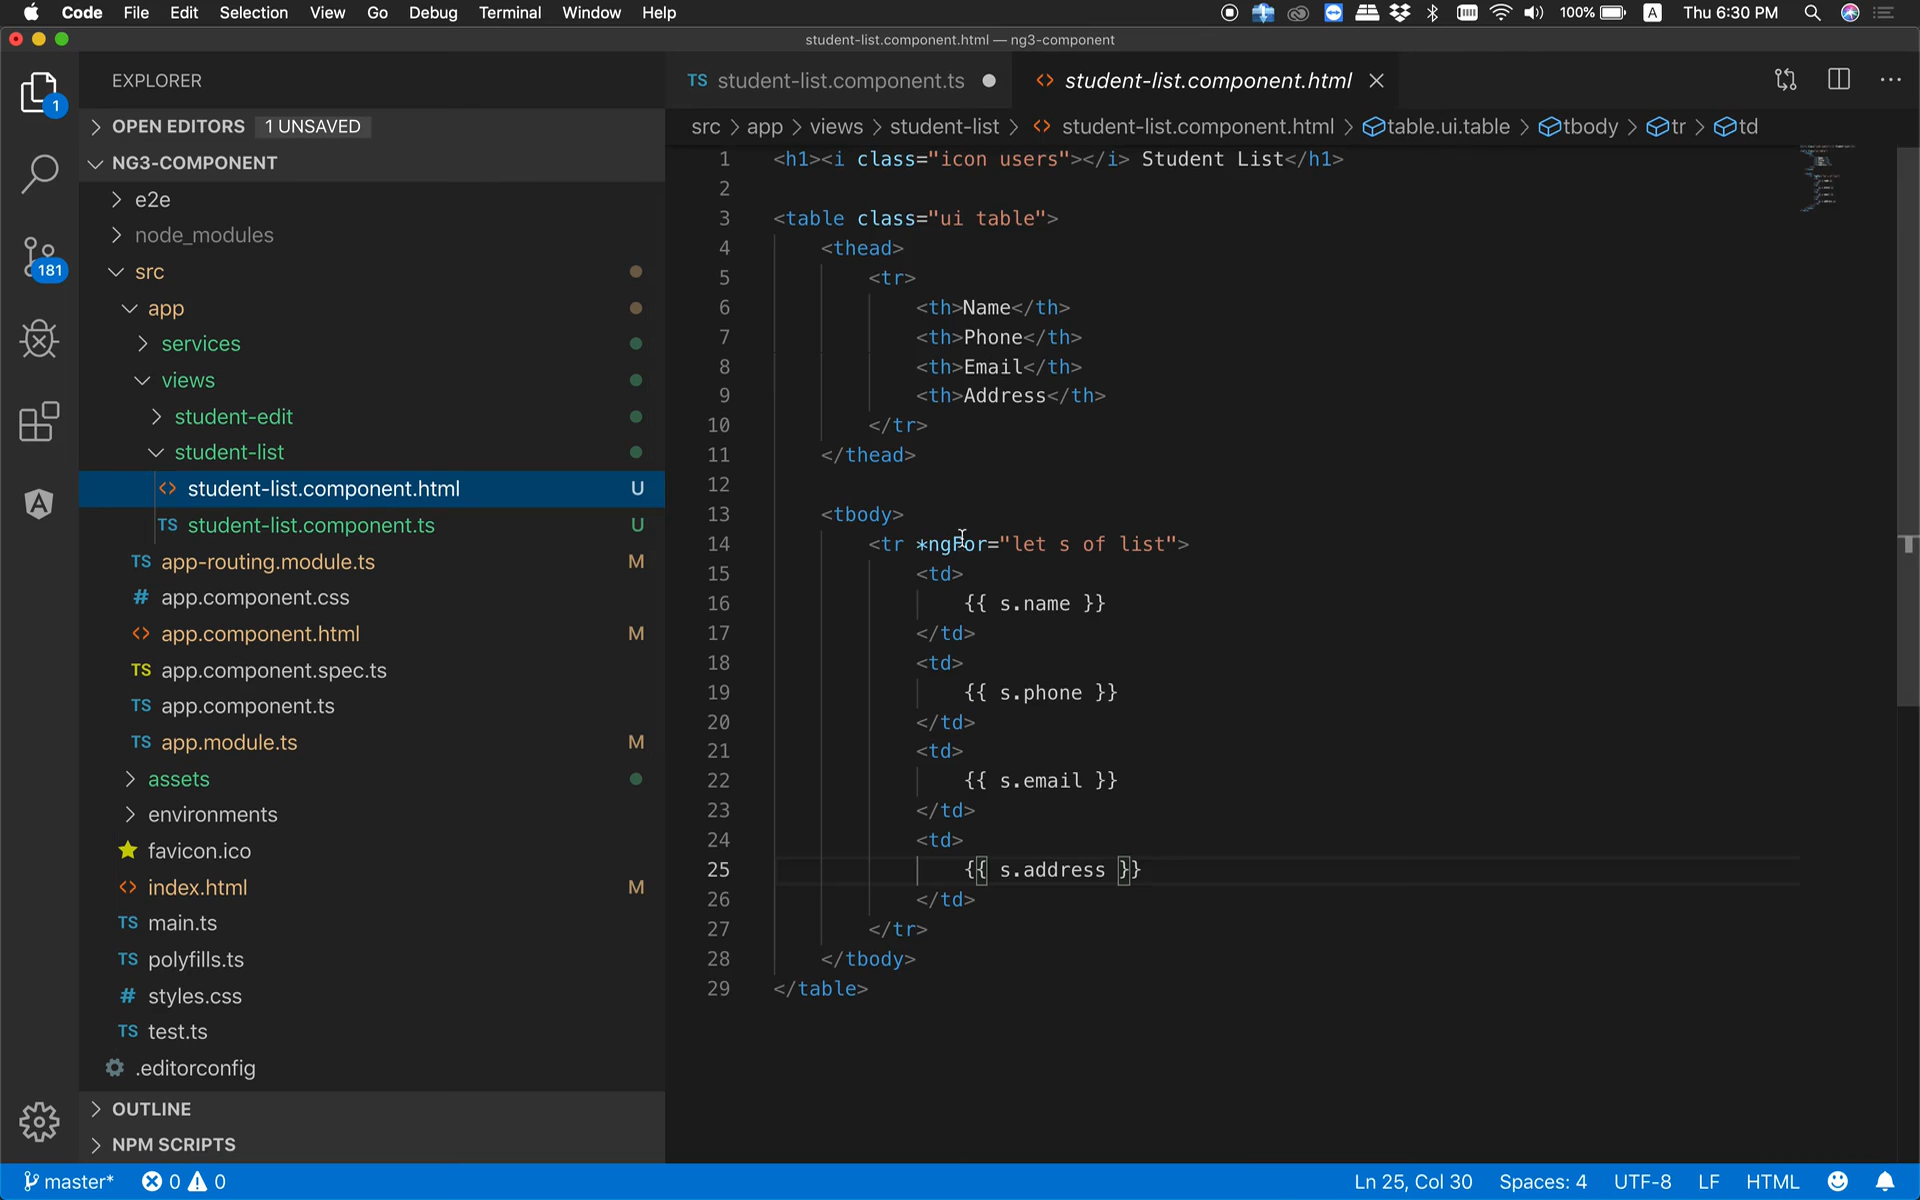 Code File Edit Selection View Go Debug Terminal Window Help 100% A Thu 6:30 PM
student-list.component.html — ng3-component
1
181
EXPLORER
OPEN EDITORS 1 UNSAVED
NG3-COMPONENT
e2e
node_modules
src
app
services
views
student-edit
student-list
<> student-list.component.html U
TS student-list.component.ts U
TS app-routing.module.ts M
# app.component.css
<> app.component.html M
TS app.component.spec.ts
TS app.component.ts
TS app.module.ts M
assets
environments
favicon.ico
<> index.html M
TS main.ts
TS polyfills.ts
# styles.css
TS test.ts
.editorconfig
OUTLINE
NPM SCRIPTS
TS student-list.component.ts <> student-list.component.html
src > app > views > student-list > <> student-list.component.html > table.ui.table > tbody > tr > td
1 <h1><i class="icon users"></i> Student List</h1>
2
3 <table class="ui table">
4 <thead>
5 <tr>
6 <th>Name</th>
7 <th>Phone</th>
8 <th>Email</th>
9 <th>Address</th>
10 </tr>
11 </thead>
12
13 <tbody>
14 <tr *ngFor="let s of list">
15 <td>
16 {{ s.name }}
17 </td>
18 <td>
19 {{ s.phone }}
20 </td>
21 <td>
22 {{ s.email }}
23 </td>
24 <td>
25 {{ s.address }}
26 </td>
27 </tr>
28 </tbody>
29 </table>
master* 0 0 Ln 25, Col 30 Spaces: 4 UTF-8 LF HTML